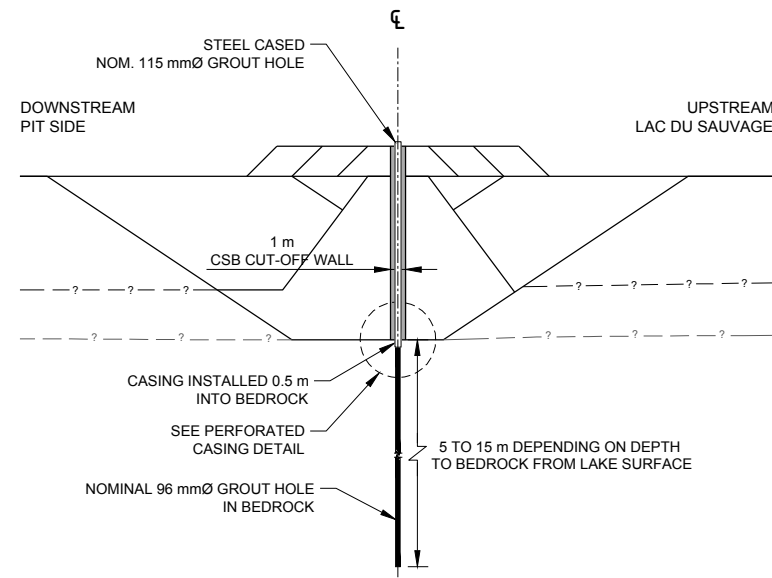 ℄
STEEL CASED
NOM. 115 mmØ GROUT HOLE
DOWNSTREAM
PIT SIDE
UPSTREAM
LAC DU SAUVAGE
1 m
CSB CUT-OFF WALL
? ? ? ? ? ?
? ? ? ? ? ?
CASING INSTALLED 0.5 m
INTO BEDROCK
SEE PERFORATED
CASING DETAIL
5 TO 15 m DEPENDING ON DEPTH
TO BEDROCK FROM LAKE SURFACE
NOMINAL 96 mmØ GROUT HOLE
IN BEDROCK